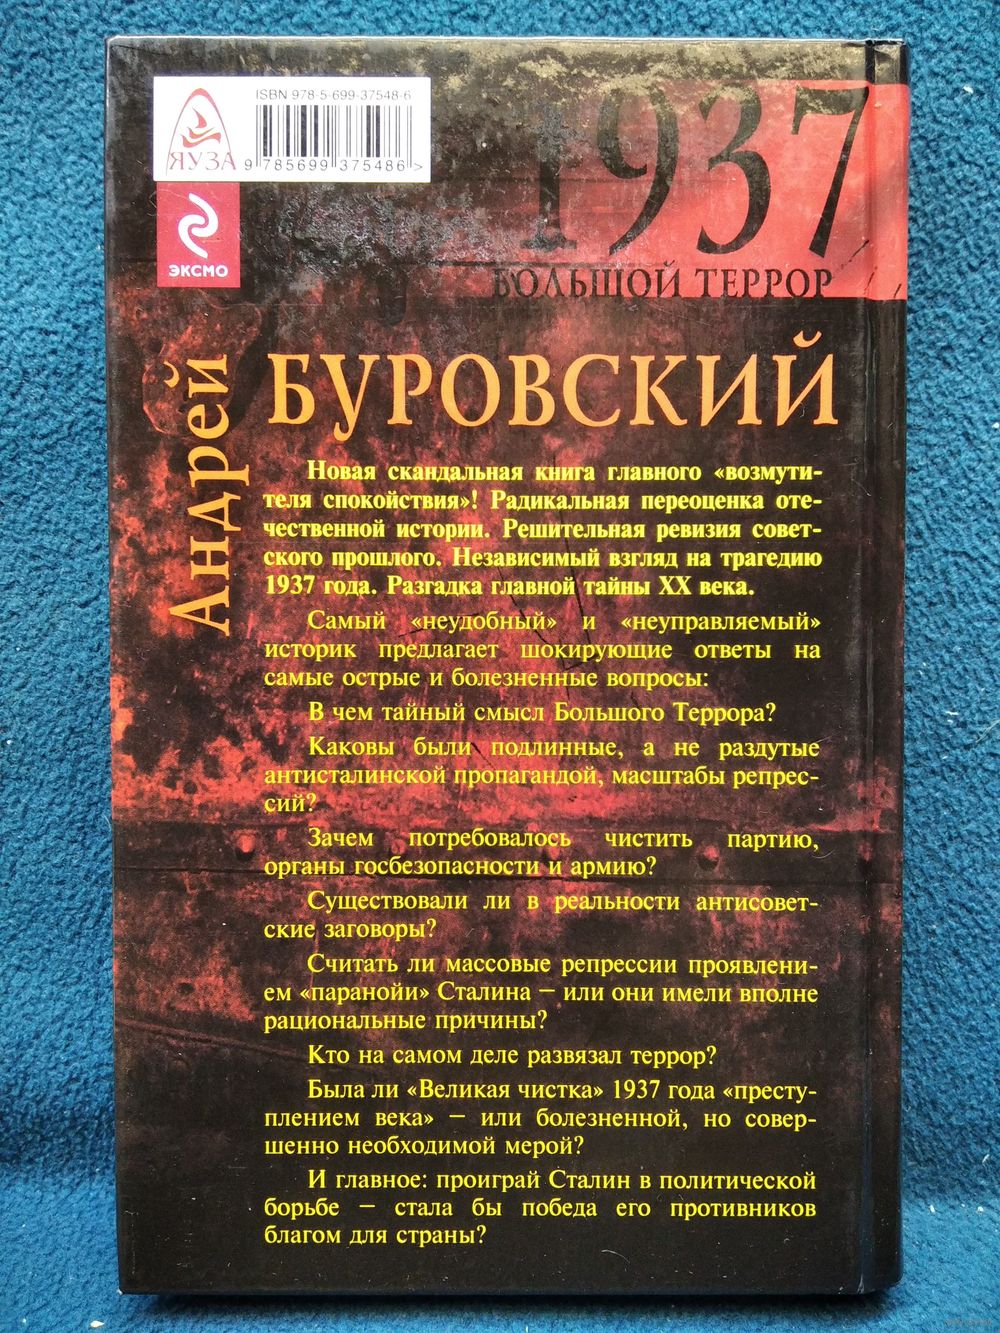 ISBN 978-5-699-37548-6
9 785699 375486 >
ЯУЗА
ЭКСМО
1937
БОЛЬШОЙ ТЕРРОР
Андрей
БУРОВСКИЙ
Новая скандальная книга главного «возмути-
теля спокойствия»! Радикальная переоценка оте-
чественной истории. Решительная ревизия совет-
ского прошлого. Независимый взгляд на трагедию
1937 года. Разгадка главной тайны XX века.
Самый «неудобный» и «неуправляемый»
историк предлагает шокирующие ответы на
самые острые и болезненные вопросы:
В чем тайный смысл Большого Террора?
Каковы были подлинные, а не раздутые
антисталинской пропагандой, масштабы репрес-
сий?
Зачем потребовалось чистить партию,
органы госбезопасности и армию?
Существовали ли в реальности антисовет-
ские заговоры?
Считать ли массовые репрессии проявлени-
ем «паранойи» Сталина – или они имели вполне
рациональные причины?
Кто на самом деле развязал террор?
Была ли «Великая чистка» 1937 года «престу-
плением века» – или болезненной, но совер-
шенно необходимой мерой?
И главное: проиграй Сталин в политической
борьбе – стала бы победа его противников
благом для страны?